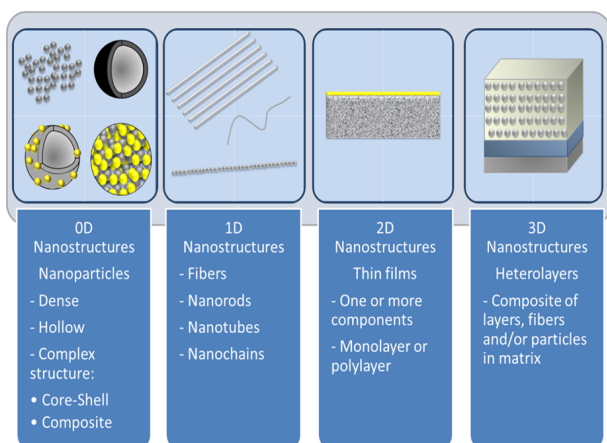 0D
Nanostructures
Nanoparticles
- Dense
- Hollow
- Complex
structure:
• Core-Shell
• Composite
1D
Nanostructures
- Fibers
- Nanorods
- Nanotubes
- Nanochains
2D
Nanostructures
Thin films
- One or more
components
- Monolayer or
polylayer
3D
Nanostructures
Heterolayers
- Composite of
layers, fibers
and/or particles
in matrix